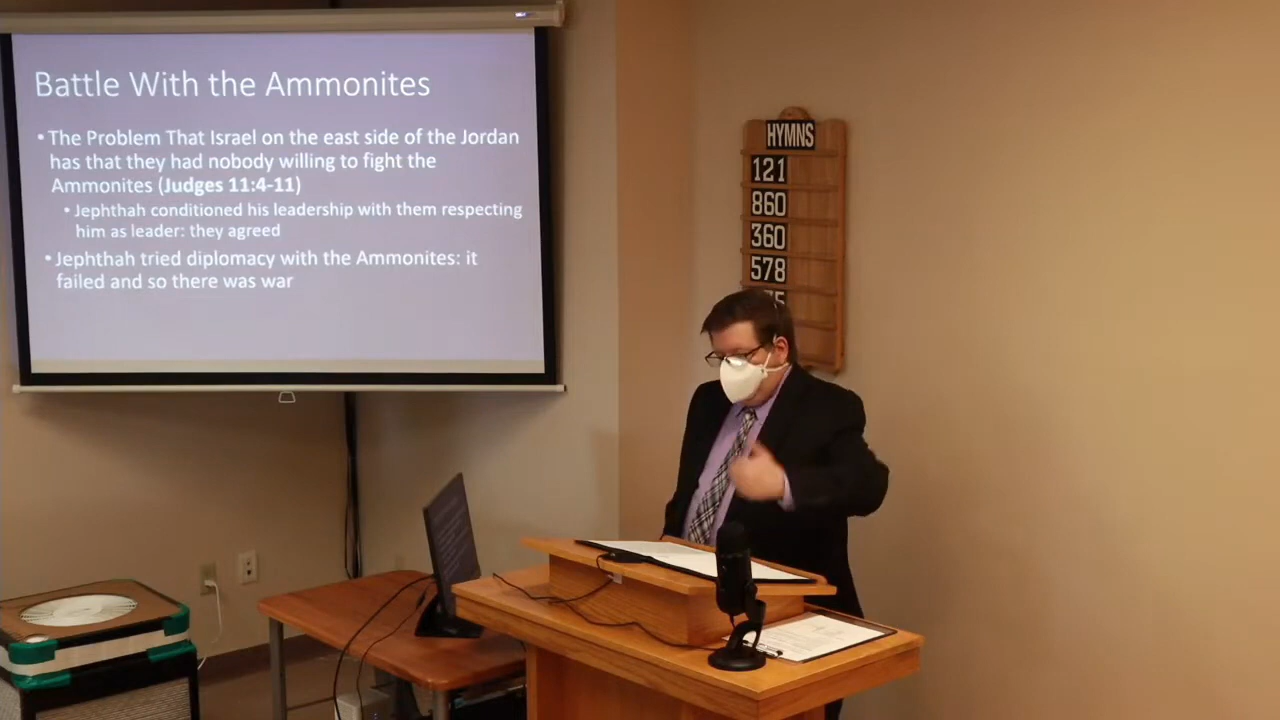 Battle With the Ammonites
• The Problem That Israel on the east side of the Jordan
has that they had nobody willing to fight the
Ammonites (Judges 11:4-11)
• Jephthah conditioned his leadership with them respecting
him as leader: they agreed
• Jephthah tried diplomacy with the Ammonites: it
failed and so there was war
HYMNS
121
860
360
578